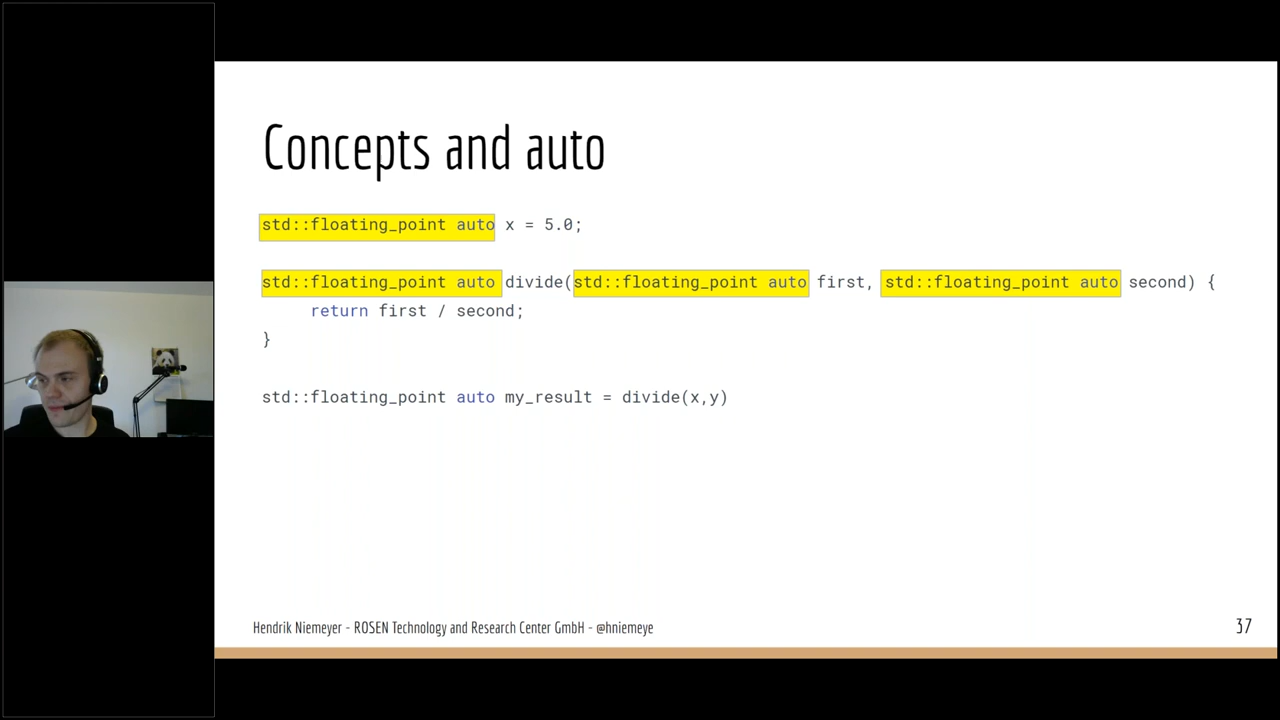 Concepts and auto
std::floating_point auto x = 5.0;
std::floating_point auto divide(std::floating_point auto first, std::floating_point auto second) {
return first / second;
}
std::floating_point auto my_result = divide(x,y)
Hendrik Niemeyer - ROSEN Technology and Research Center GmbH - @hniemeye
37